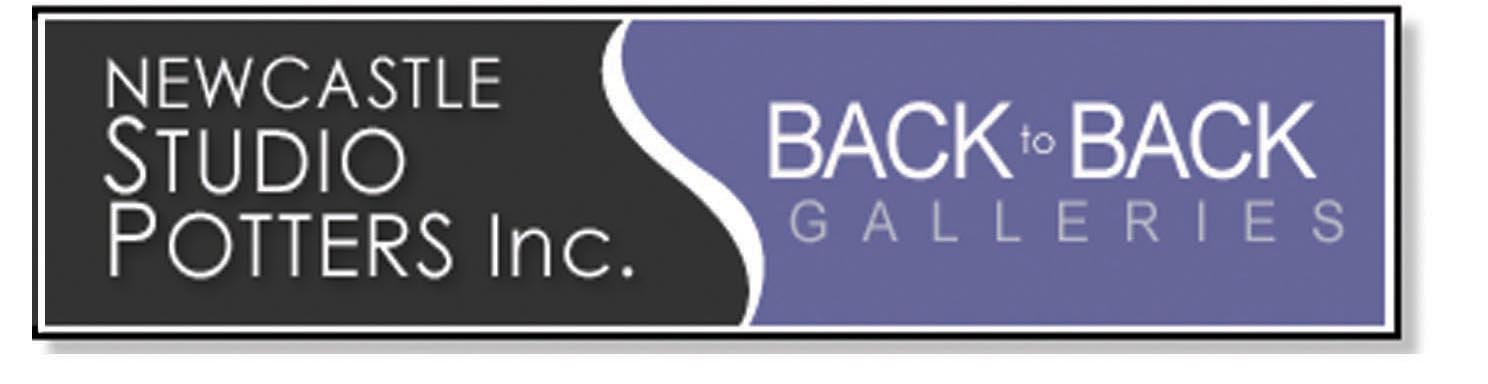 NEWCASTLE
STUDIO
POTTERS Inc.
BACK to BACK
GALLERIES